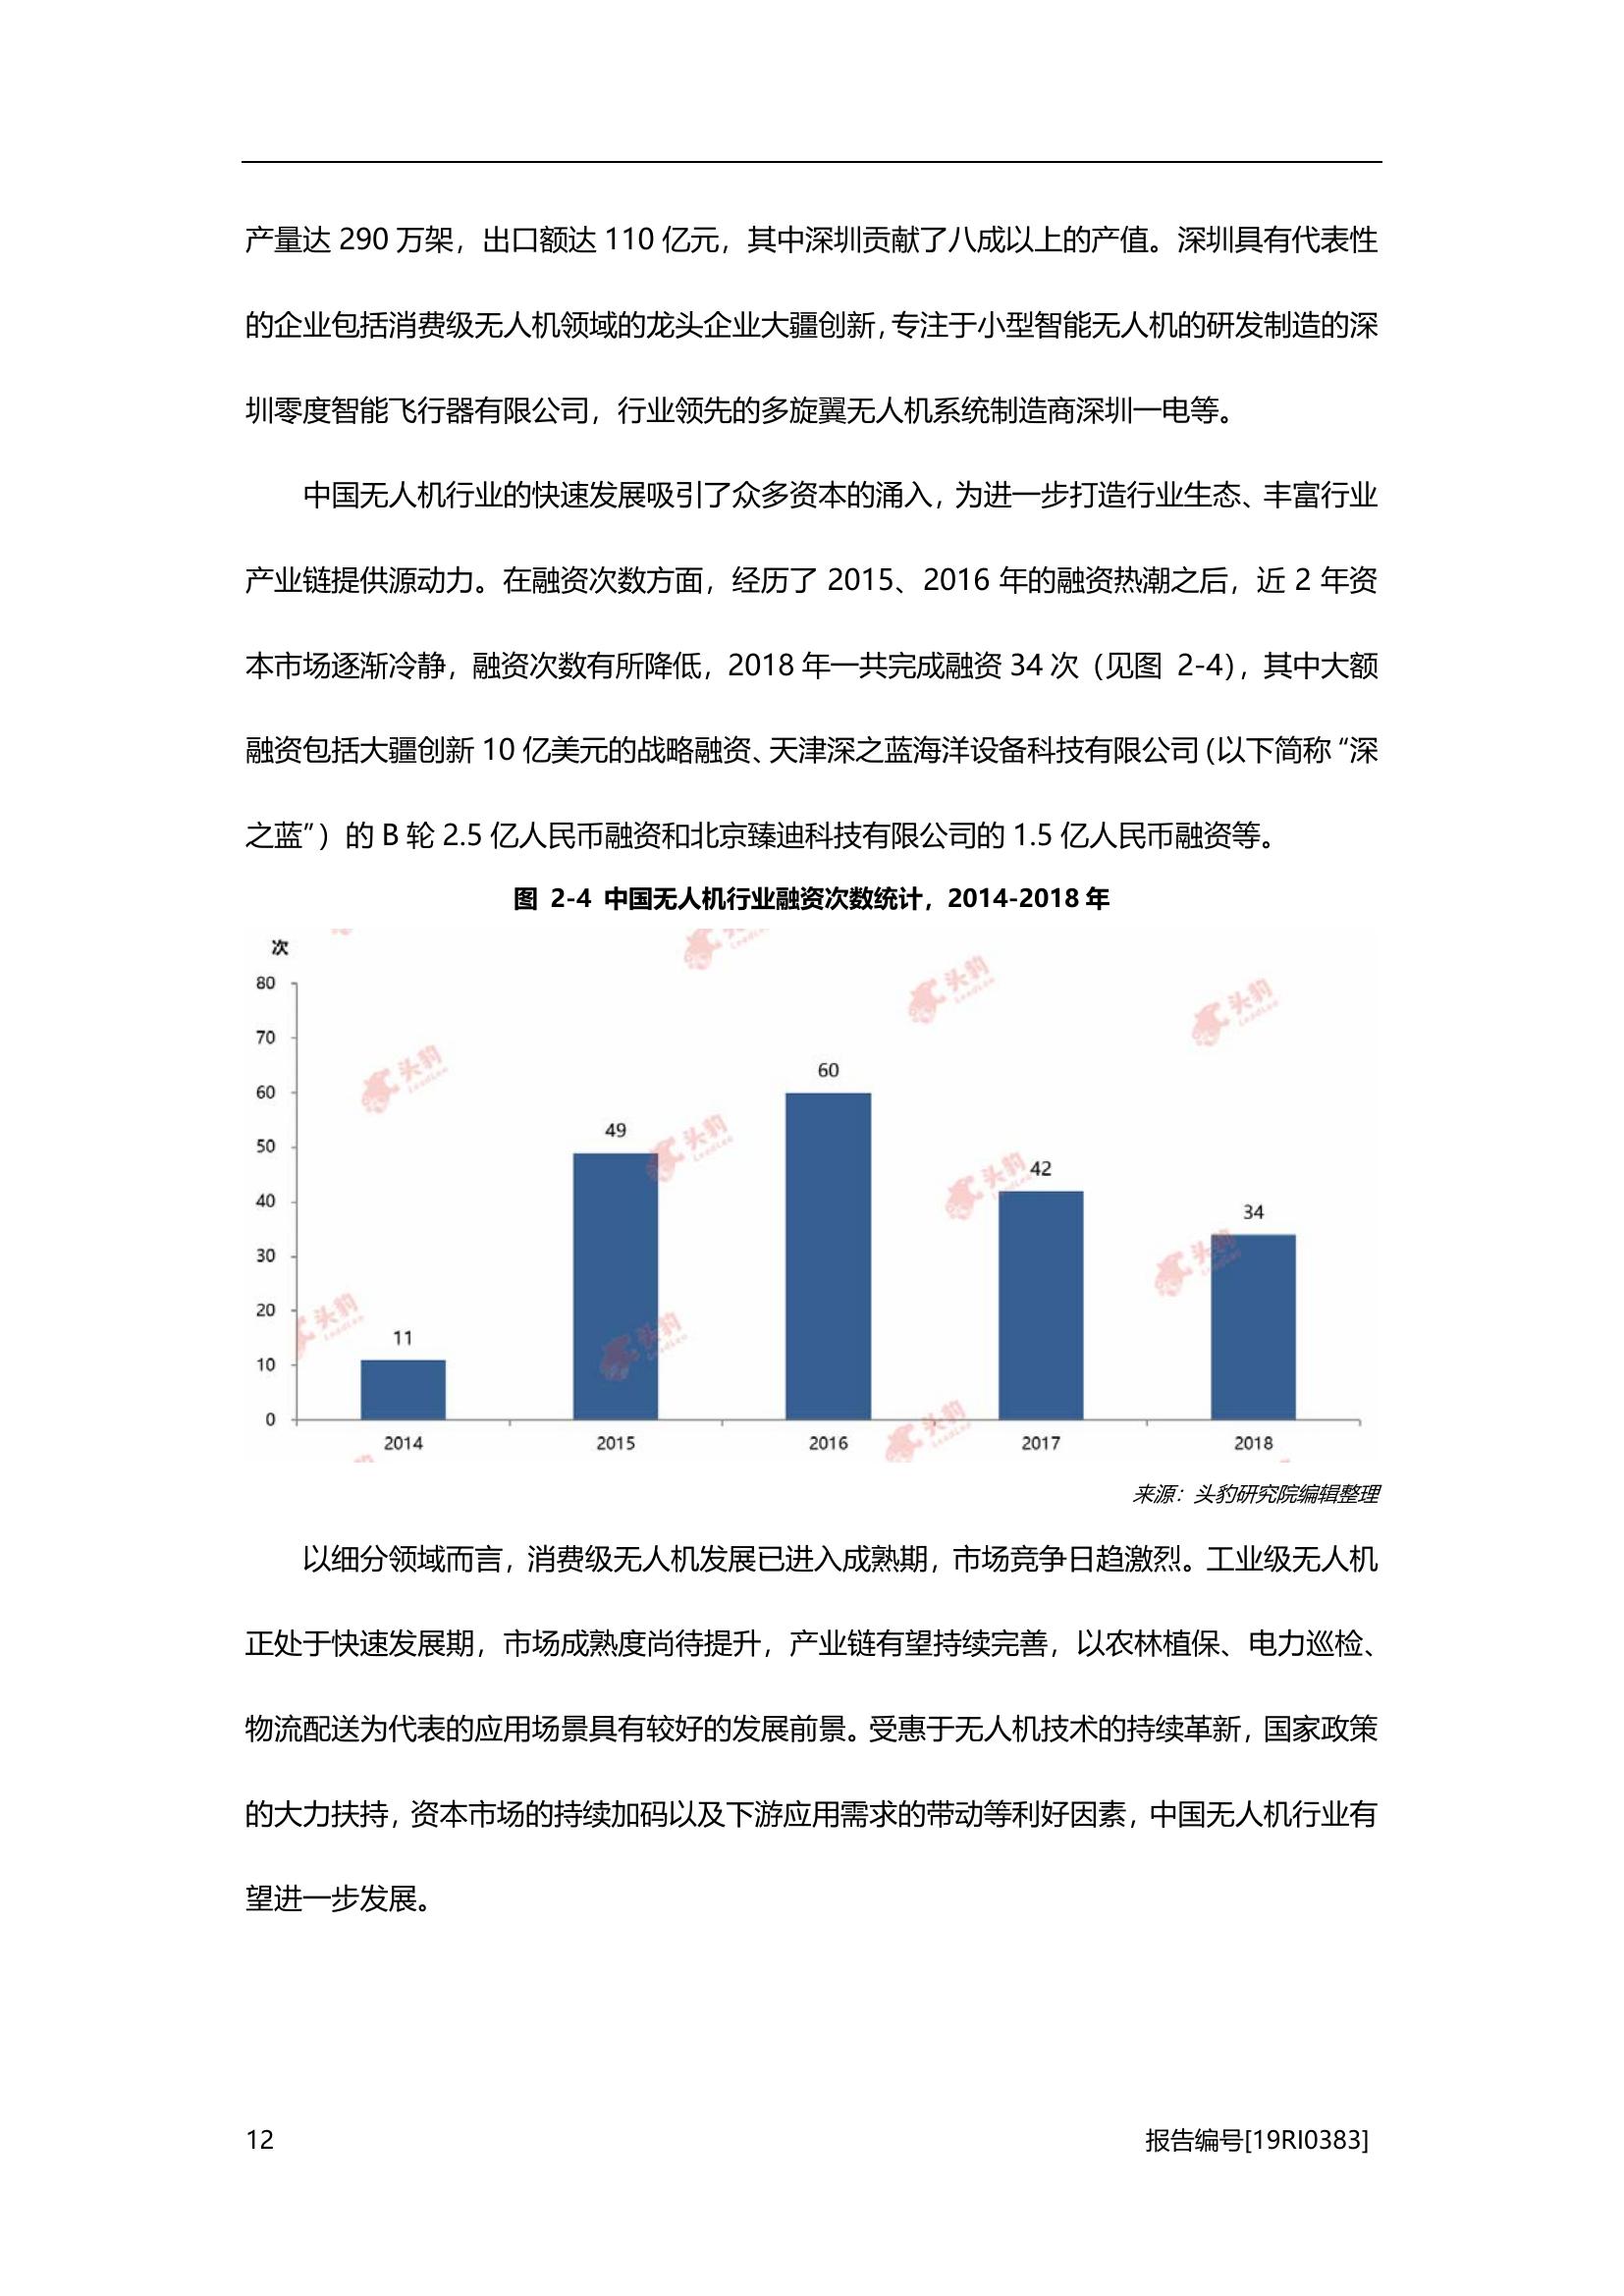 产量达 290 万架，出口额达 110 亿元，其中深圳贡献了八成以上的产值。深圳具有代表性
的企业包括消费级无人机领域的龙头企业大疆创新，专注于小型智能无人机的研发制造的深
圳零度智能飞行器有限公司，行业领先的多旋翼无人机系统制造商深圳一电等。
中国无人机行业的快速发展吸引了众多资本的涌入，为进一步打造行业生态、丰富行业
产业链提供源动力。在融资次数方面，经历了 2015、2016 年的融资热潮之后，近 2 年资
本市场逐渐冷静，融资次数有所降低，2018 年一共完成融资 34 次（见图 2-4），其中大额
融资包括大疆创新 10 亿美元的战略融资、天津深之蓝海洋设备科技有限公司（以下简称“深
之蓝”）的 B 轮 2.5 亿人民币融资和北京臻迪科技有限公司的 1.5 亿人民币融资等。
图 2-4 中国无人机行业融资次数统计，2014-2018 年
次
80
70
60
50
40
30
20
10
0
11
49
60
42
34
2014 2015 2016 2017 2018
头豹
LeadLeo
来源：头豹研究院编辑整理
以细分领域而言，消费级无人机发展已进入成熟期，市场竞争日趋激烈。工业级无人机
正处于快速发展期，市场成熟度尚待提升，产业链有望持续完善，以农林植保、电力巡检、
物流配送为代表的应用场景具有较好的发展前景。受惠于无人机技术的持续革新，国家政策
的大力扶持，资本市场的持续加码以及下游应用需求的带动等利好因素，中国无人机行业有
望进一步发展。
12
报告编号[19RI0383]